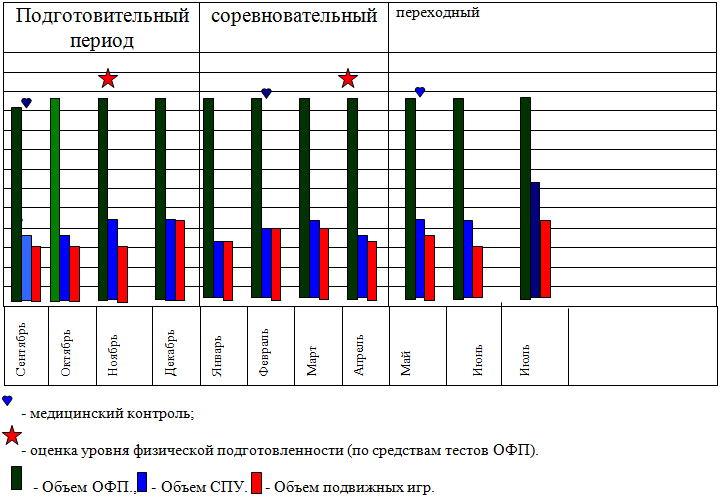 Подготовительный период
соревновательный
переходный
Сентябрь
Октябрь
Ноябрь
Декабрь
Январь
Февраль
Март
Апрель
Май
Июнь
Июль
- медицинский контроль;
- оценка уровня физической подготовленности (по средствам тестов ОФП).
- Объем ОФП., - Объем СПУ. - Объем подвижных игр.